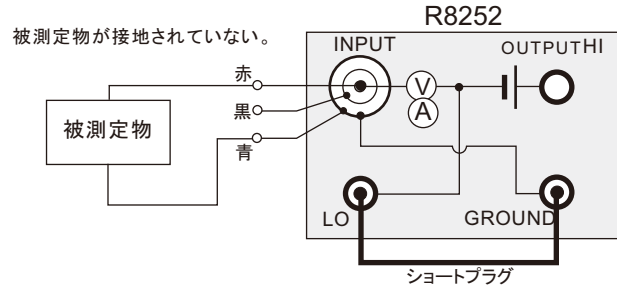 R8252
被測定物が接地されていない。
INPUT
OUTPUT HI
赤
黒
青
V
A
被測定物
LO
GROUND
ショートプラグ